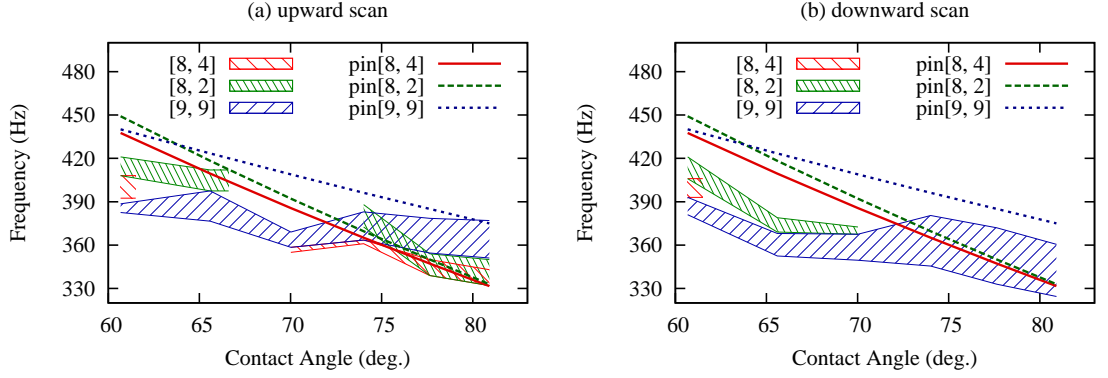 (a) upward scan
Frequency (Hz)
480
450
420
390
360
330
[8, 4]
[8, 2]
[9, 9]
pin[8, 4]
pin[8, 2]
pin[9, 9]
60
65
70
75
80
Contact Angle (deg.)
(b) downward scan
Frequency (Hz)
480
450
420
390
360
330
[8, 4]
[8, 2]
[9, 9]
pin[8, 4]
pin[8, 2]
pin[9, 9]
60
65
70
75
80
Contact Angle (deg.)